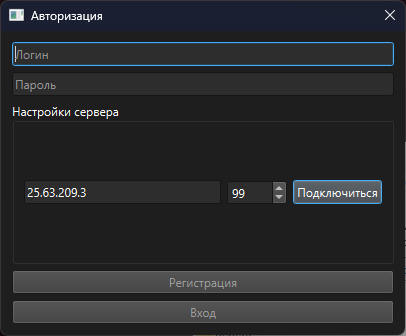 Авторизация
Логин
Пароль
Настройки сервера
25.63.209.3 99 Подключиться
Регистрация
Вход